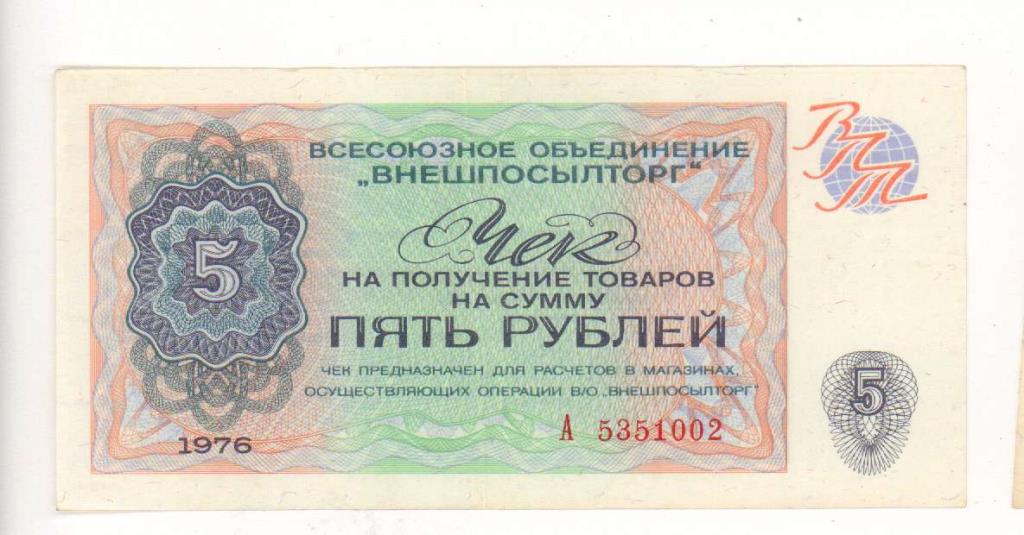 ВСЕСОЮЗНОЕ ОБЪЕДИНЕНИЕ
„ВНЕШПОСЫЛТОРГ"
ВПТ
Чек
НА ПОЛУЧЕНИЕ ТОВАРОВ
НА СУММУ
ПЯТЬ РУБЛЕЙ
5
ЧЕК ПРЕДНАЗНАЧЕН ДЛЯ РАСЧЕТОВ В МАГАЗИНАХ,
ОСУЩЕСТВЛЯЮЩИХ ОПЕРАЦИИ В/О „ВНЕШПОСЫЛТОРГ"
5
1976
А 5351002